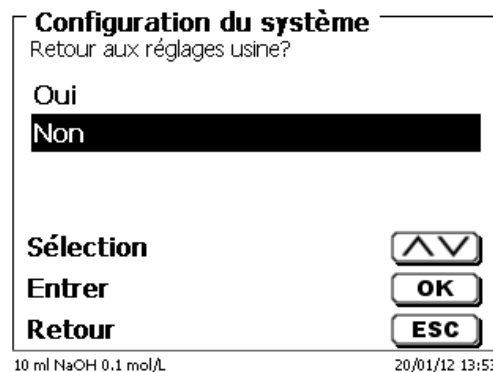 Configuration du système
Retour aux réglages usine?
Oui
Non
Sélection
Entrer OK
Retour ESC
10 ml NaOH 0.1 mol/L 20/01/12 13:53